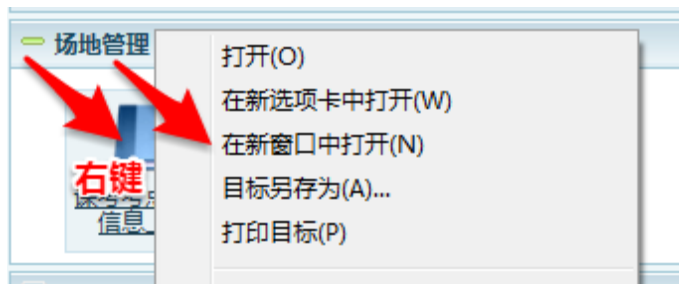 场地管理
打开(O)
在新选项卡中打开(W)
在新窗口中打开(N)
目标另存为(A)...
打印目标(P)
右键
信息_